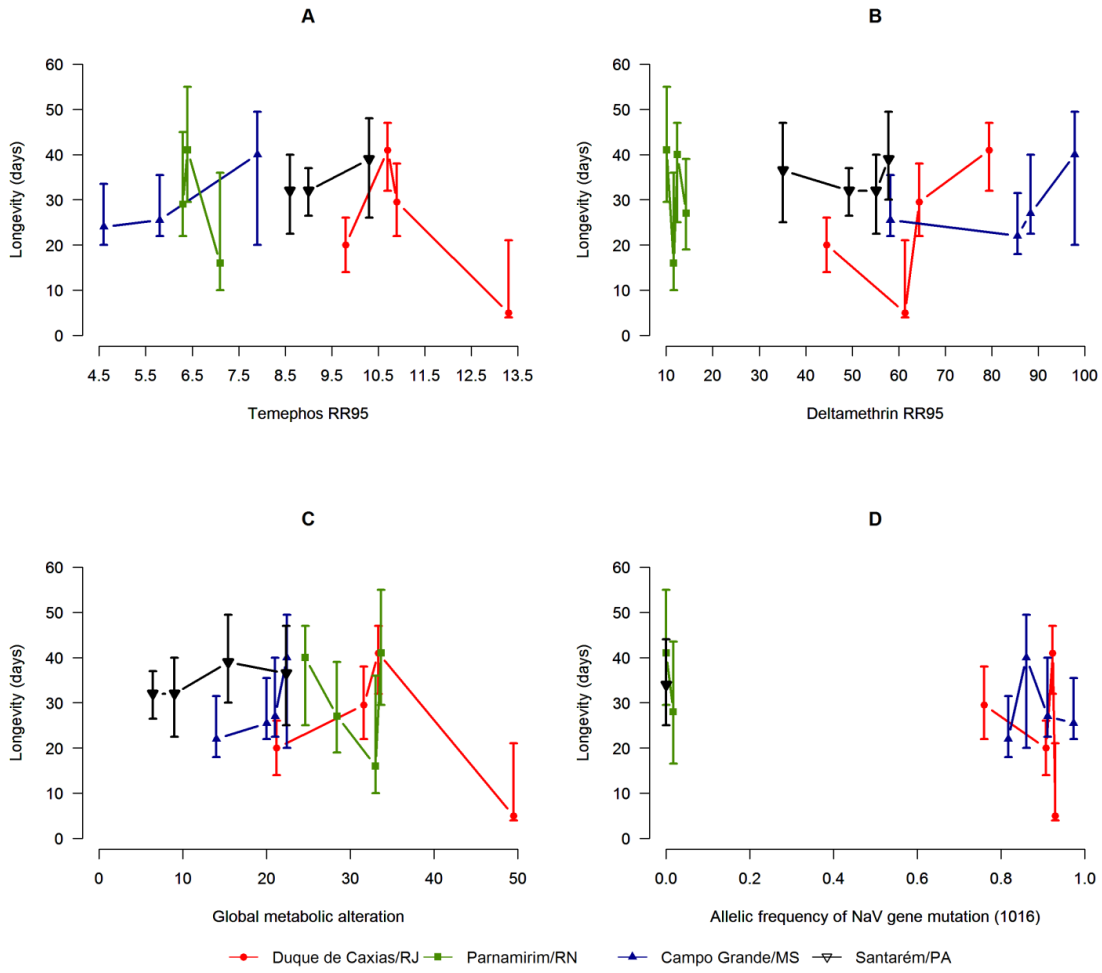 A
60
50
40
30
20
10
0
Longevity (days)
4.5 5.5 6.5 7.5 8.5 9.5 10.5 11.5 12.5 13.5
Temephos RR95
B
60
50
40
30
20
10
0
Longevity (days)
10 20 30 40 50 60 70 80 90 100
Deltamethrin RR95
C
60
50
40
30
20
10
0
Longevity (days)
0 10 20 30 40 50
Global metabolic alteration
D
60
50
40
30
20
10
0
Longevity (days)
0.0 0.2 0.4 0.6 0.8 1.0
Allelic frequency of NaV gene mutation (1016)
Duque de Caxias/RJ Parnamirim/RN Campo Grande/MS Santarém/PA